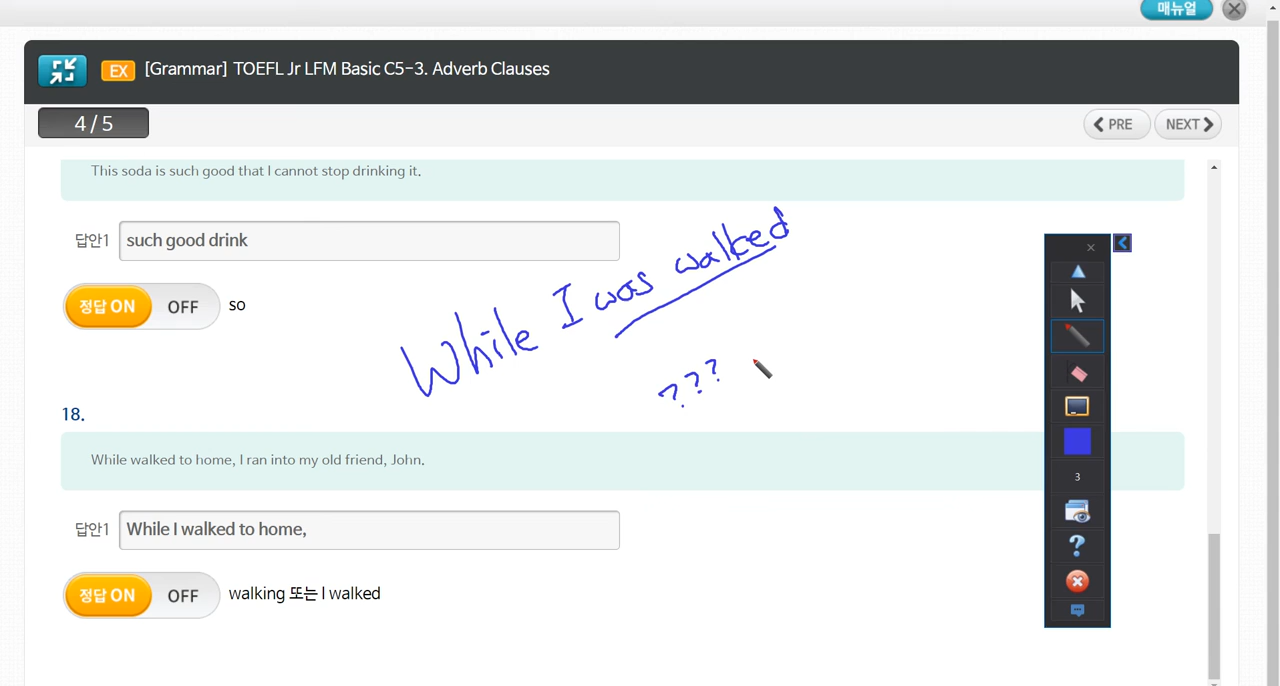 매뉴얼
EX [Grammar] TOEFL Jr LFM Basic C5-3. Adverb Clauses
4 / 5
PRE NEXT
This soda is such good that I cannot stop drinking it.
답안1 such good drink
정답 ON OFF so
While I was walked
???
18.
While walked to home, I ran into my old friend, John.
답안1 While I walked to home,
정답 ON OFF walking 또는 I walked
3
?